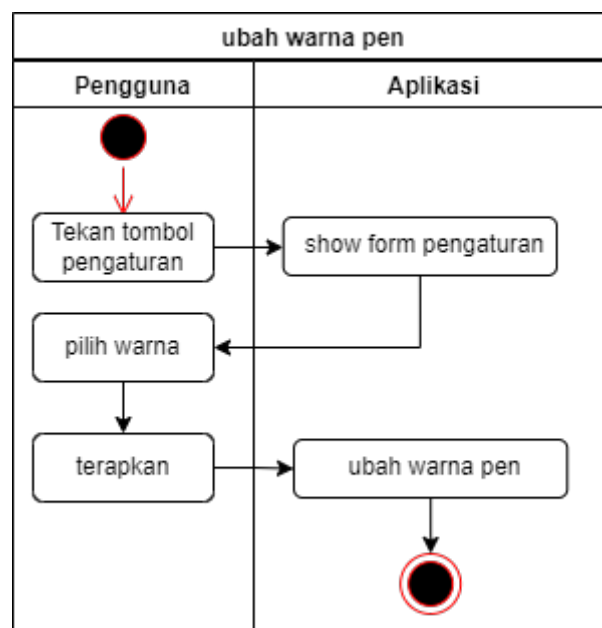 ubah warna pen
Pengguna
Aplikasi
Tekan tombol
pengaturan
show form pengaturan
pilih warna
terapkan
ubah warna pen